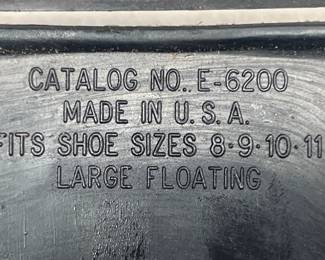 CATALOG NO. E-6200
MADE IN U.S.A.
FITS SHOE SIZES 8·9·10·11
LARGE FLOATING